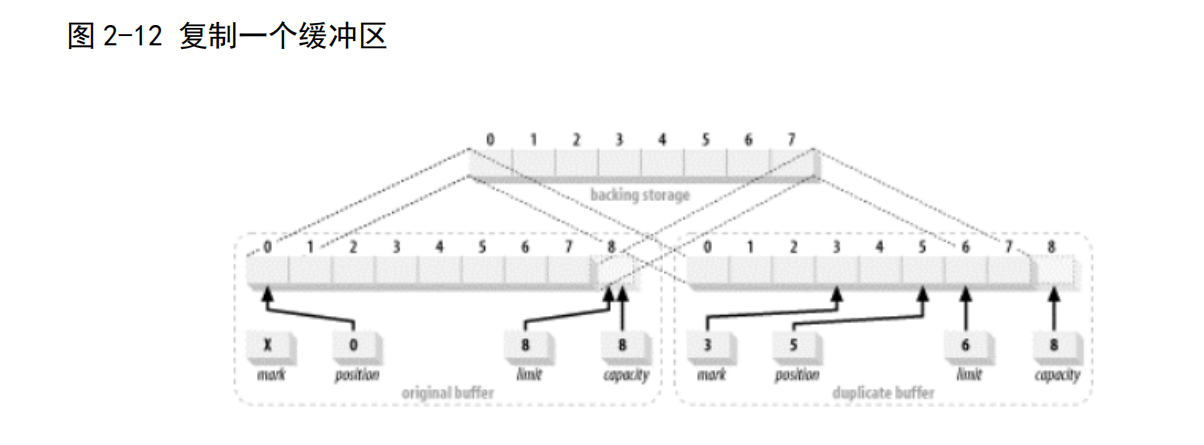 图 2-12 复制一个缓冲区
0 1 2 3 4 5 6 7
backing storage
0 1 2 3 4 5 6 7 8 0 1 2 3 4 5 6 7 8
X 0 8 8 3 5 6 8
mark position limit capacity mark position limit capacity
original buffer duplicate buffer